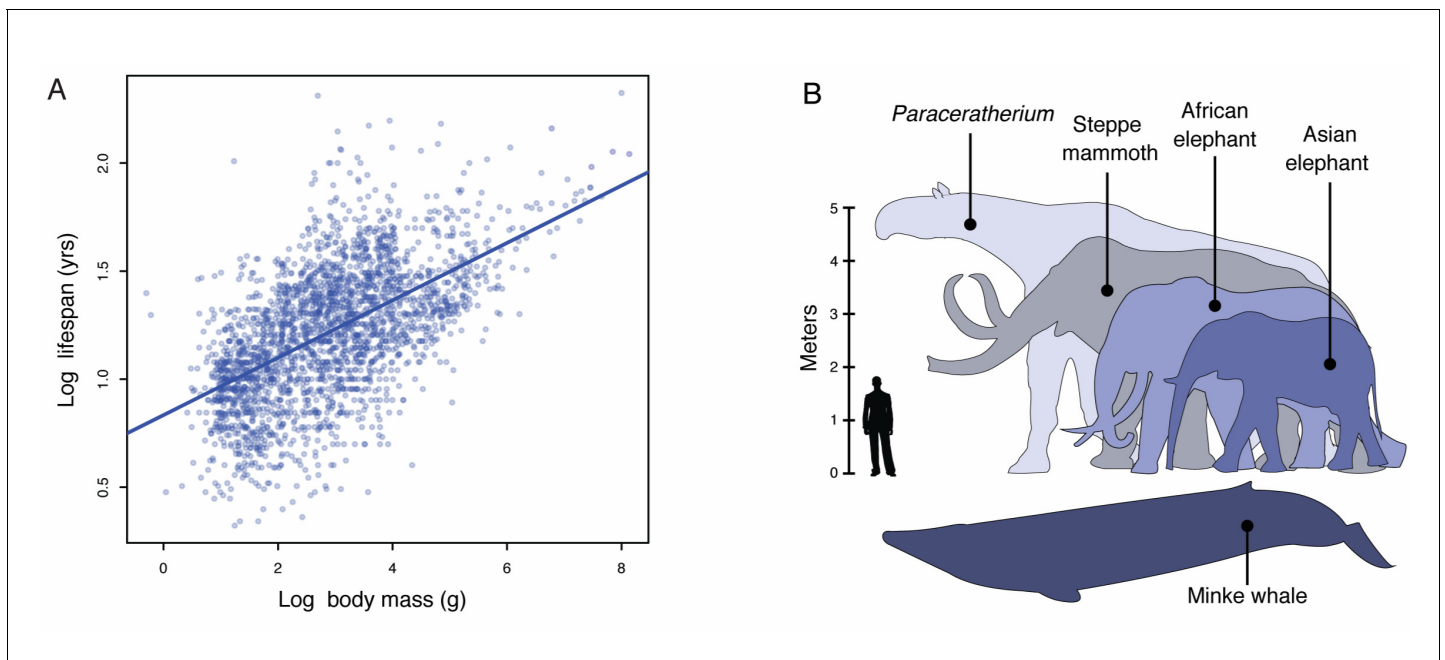 A
Log lifespan (yrs)
2.0
1.5
1.0
0.5
0 2 4 6 8
Log body mass (g)
B
Paraceratherium
Steppe
mammoth
African
elephant
Asian
elephant
Meters
5
4
3
2
1
0
Minke whale